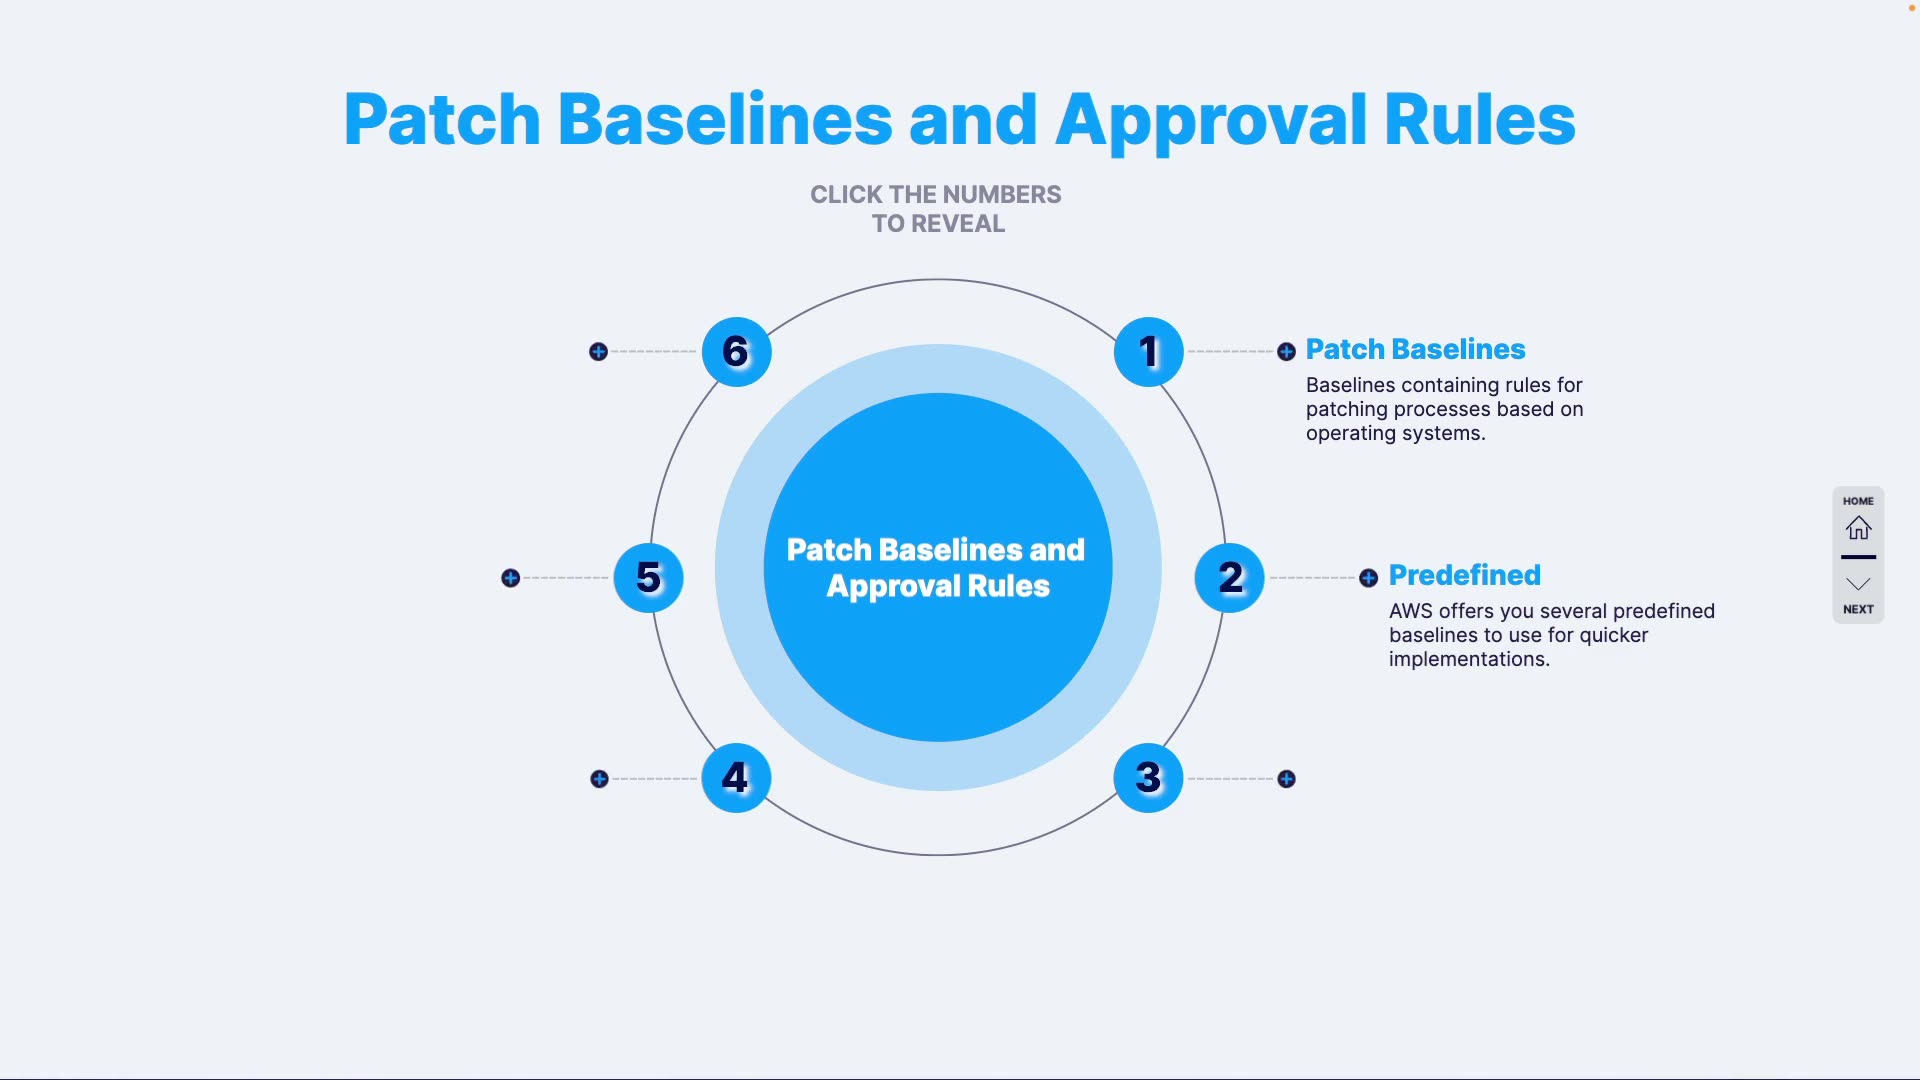 Patch Baselines and Approval Rules
CLICK THE NUMBERS
TO REVEAL
6
1
Patch Baselines
Baselines containing rules for
patching processes based on
operating systems.
Patch Baselines and
Approval Rules
5
2
Predefined
AWS offers you several predefined
baselines to use for quicker
implementations.
4
3
HOME
NEXT